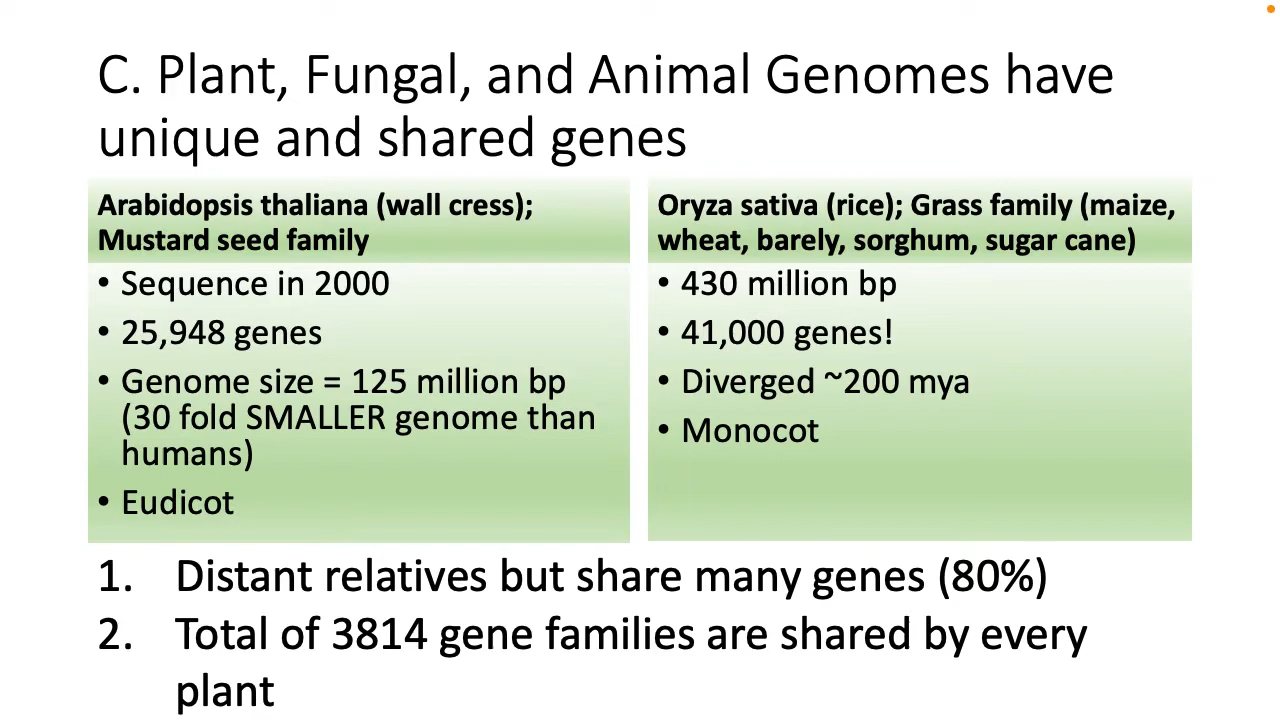 C. Plant, Fungal, and Animal Genomes have
unique and shared genes
Arabidopsis thaliana (wall cress);
Mustard seed family
• Sequence in 2000
• 25,948 genes
• Genome size = 125 million bp
(30 fold SMALLER genome than
humans)
• Eudicot
Oryza sativa (rice); Grass family (maize,
wheat, barely, sorghum, sugar cane)
• 430 million bp
• 41,000 genes!
• Diverged ~200 mya
• Monocot
1. Distant relatives but share many genes (80%)
2. Total of 3814 gene families are shared by every
plant